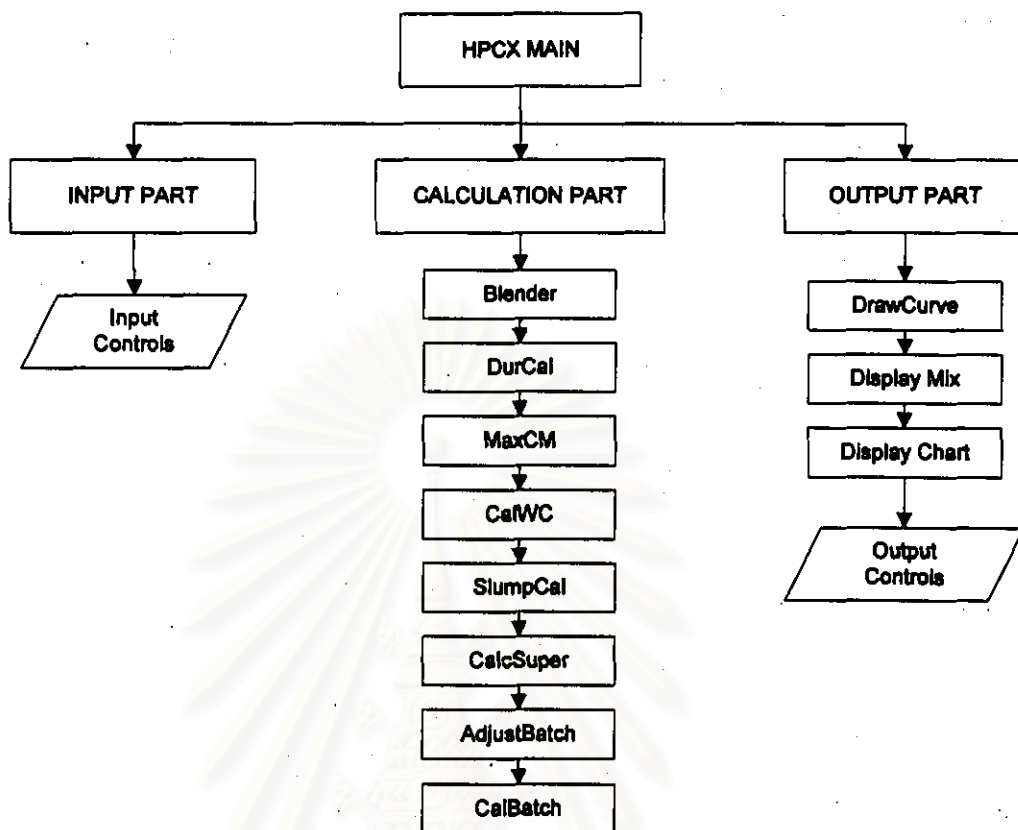 HPCX MAIN
INPUT PART
CALCULATION PART
OUTPUT PART
Input
Controls
Blender
DurCal
MaxCM
CalWC
SlumpCal
CalcSuper
AdjustBatch
CalBatch
DrawCurve
Display Mix
Display Chart
Output
Controls